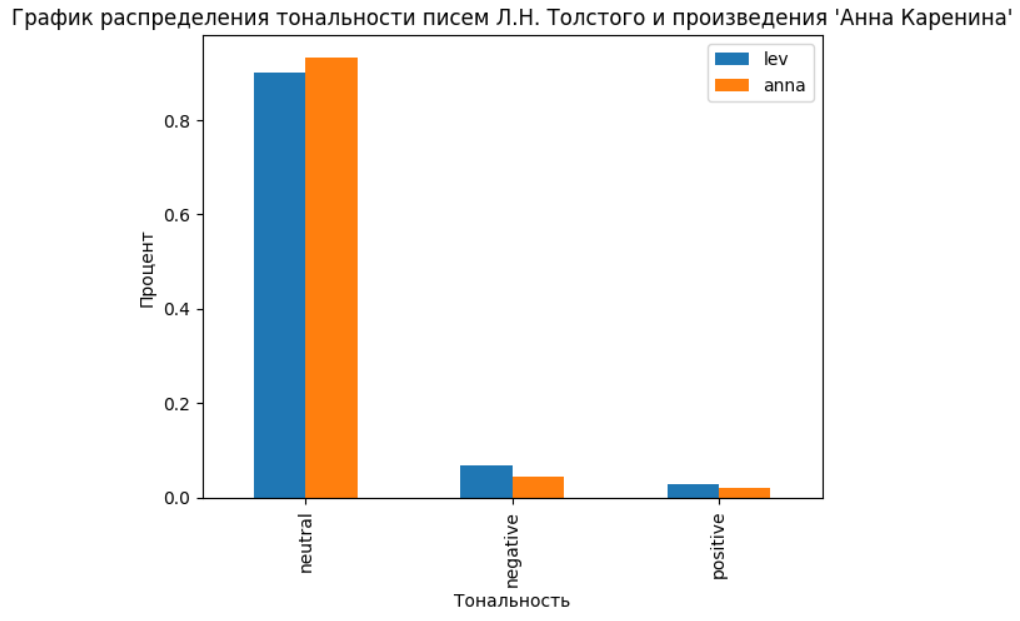 График распределения тональности писем Л.Н. Толстого и произведения 'Анна Каренина'
lev
anna
Процент
0.8
0.6
0.4
0.2
0.0
neutral
negative
positive
Тональность